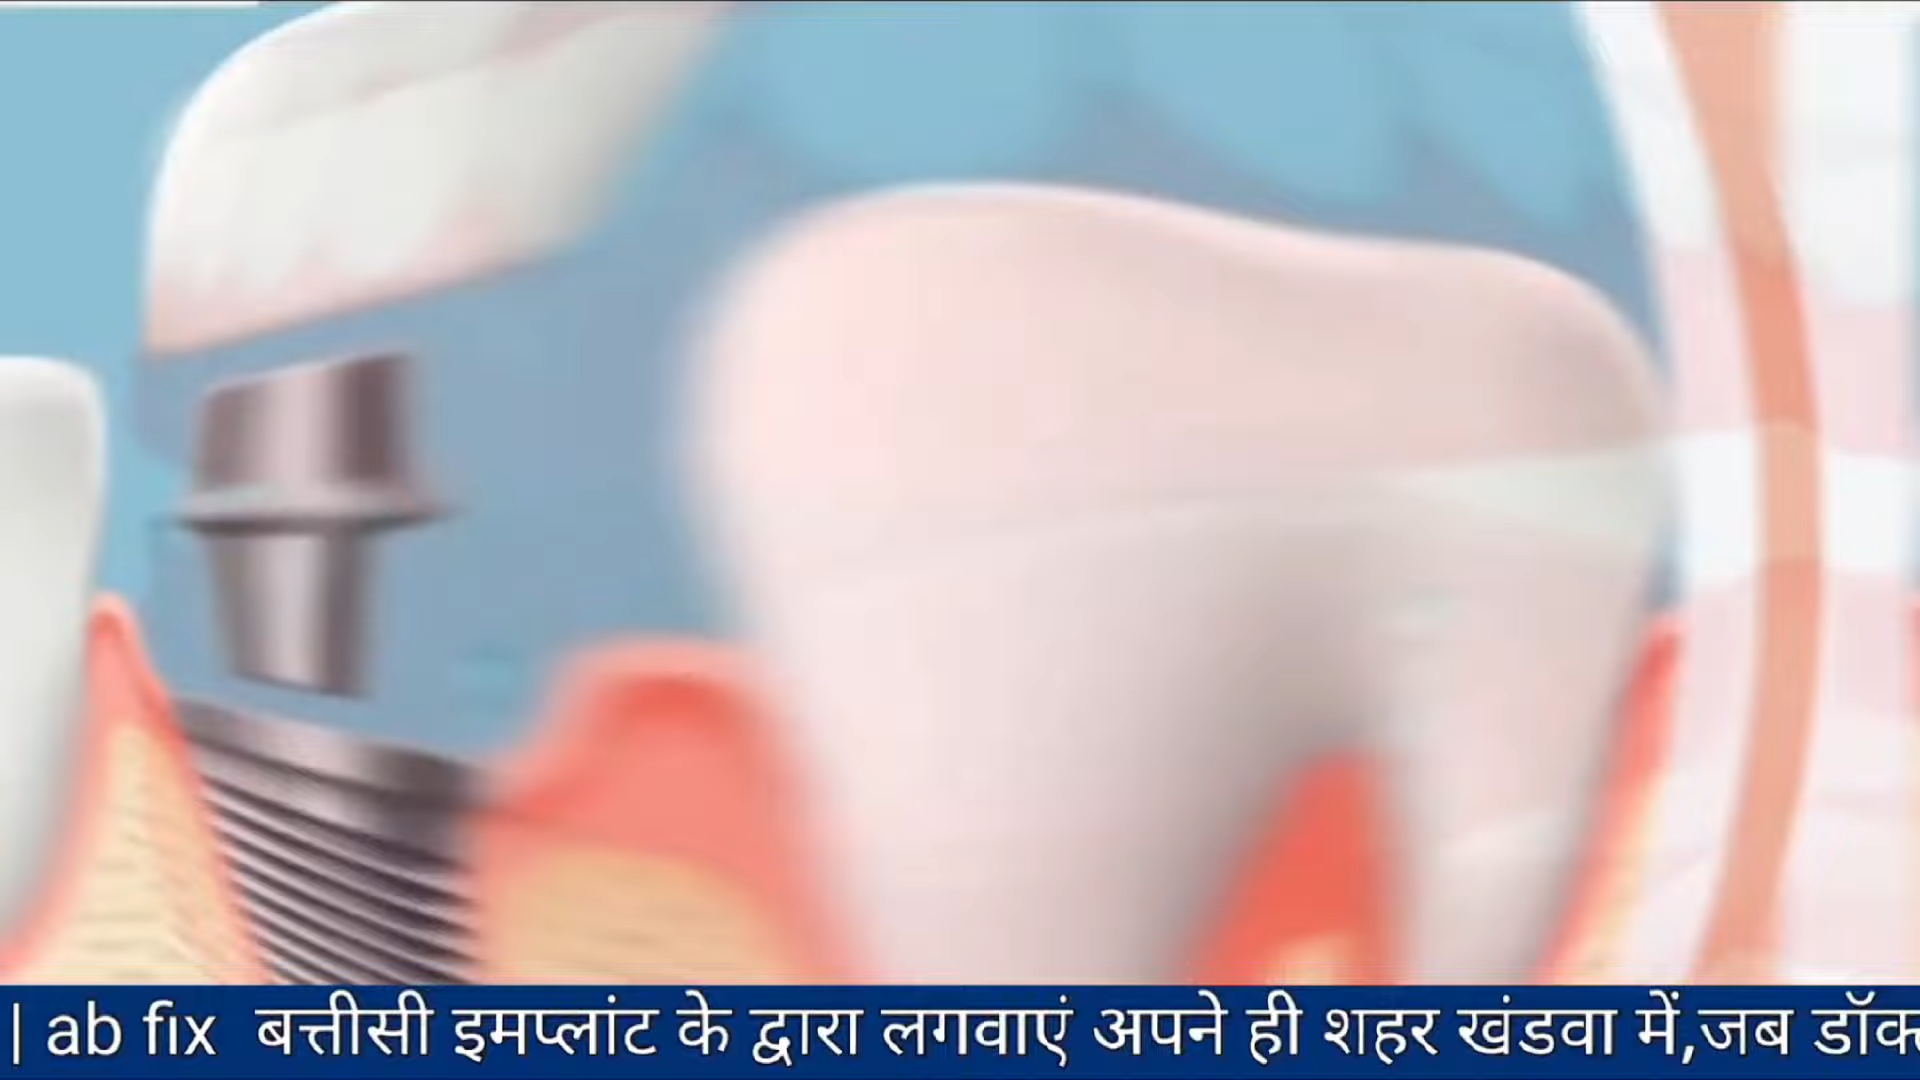 | ab fix बत्तीसी इमप्लांट के द्वारा लगवाएं अपने ही शहर खंडवा में,जब